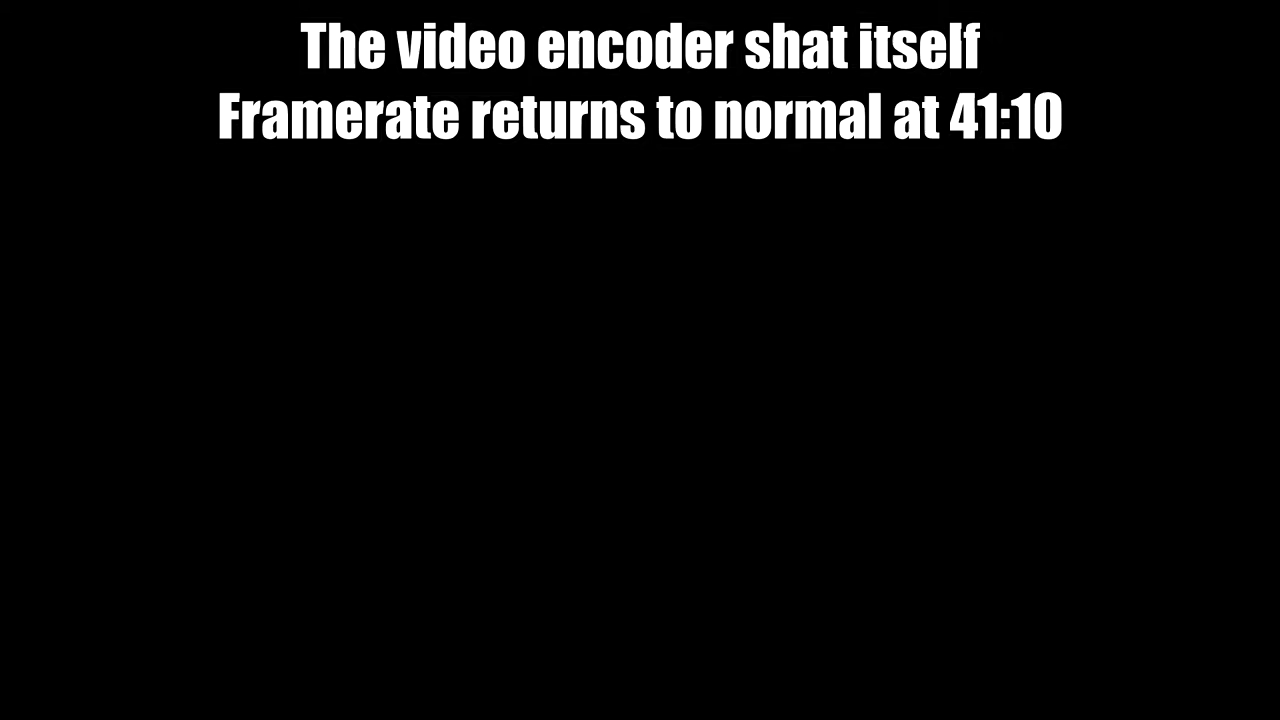 The video encoder shat itself
Framerate returns to normal at 41:10